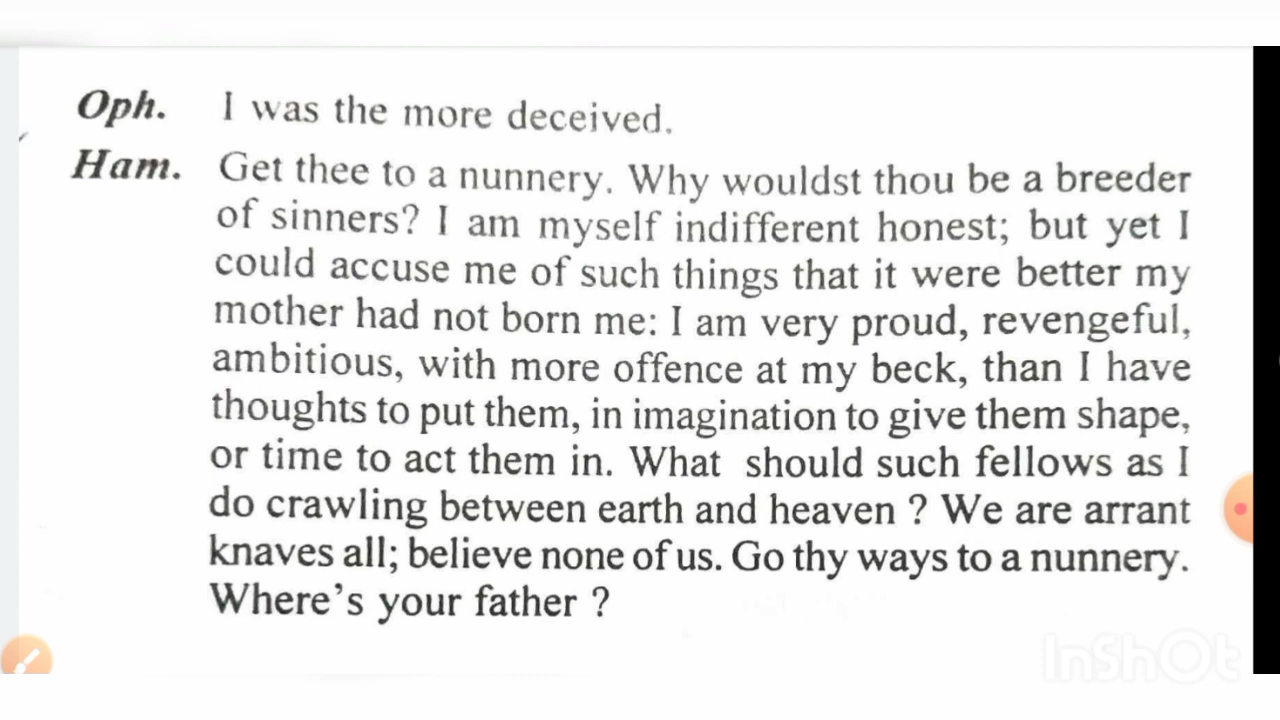 Oph. I was the more deceived.
Ham. Get thee to a nunnery. Why wouldst thou be a breeder
of sinners? I am myself indifferent honest; but yet I
could accuse me of such things that it were better my
mother had not born me: I am very proud, revengeful,
ambitious, with more offence at my beck, than I have
thoughts to put them, in imagination to give them shape,
or time to act them in. What should such fellows as I
do crawling between earth and heaven ? We are arrant
knaves all; believe none of us. Go thy ways to a nunnery.
Where's your father ?
InShOt